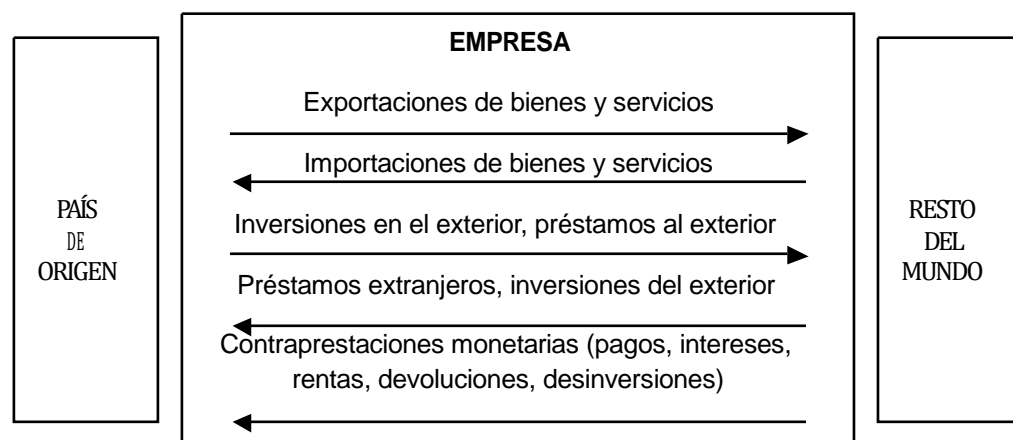 EMPRESA
Exportaciones de bienes y servicios
Importaciones de bienes y servicios
PAÍS
DE
ORIGEN
Inversiones en el exterior, préstamos al exterior
Préstamos extranjeros, inversiones del exterior
Contraprestaciones monetarias (pagos, intereses,
rentas, devoluciones, desinversiones)
RESTO
DEL
MUNDO